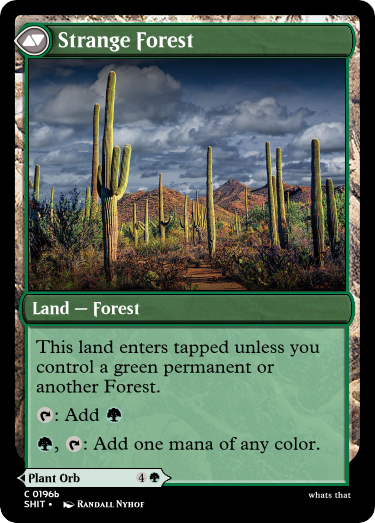 Strange Forest
Land — Forest
This land enters tapped unless you
control a green permanent or
another Forest.
: Add
, : Add one mana of any color.
Plant Orb 4
C 0196b
SHIT • Randall Nyhof
whats that